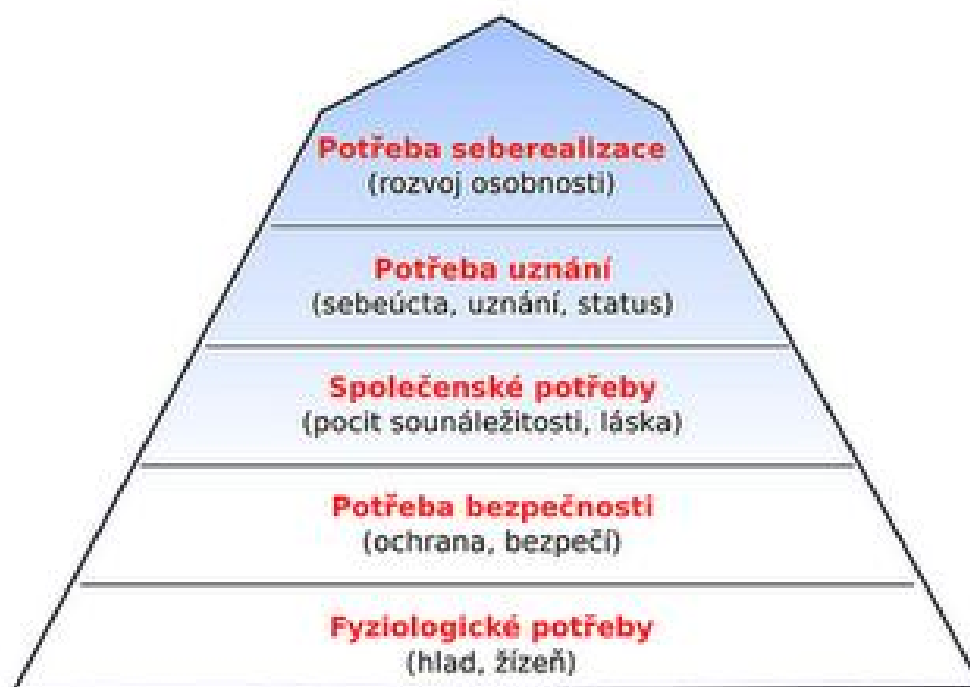 Potřeba seberealizace
(rozvoj osobnosti)
Potřeba uznání
(sebeúcta, uznání, status)
Společenské potřeby
(pocit sounáležitosti, láska)
Potřeba bezpečnosti
(ochrana, bezpečí)
Fyziologické potřeby
(hlad, žízeň)